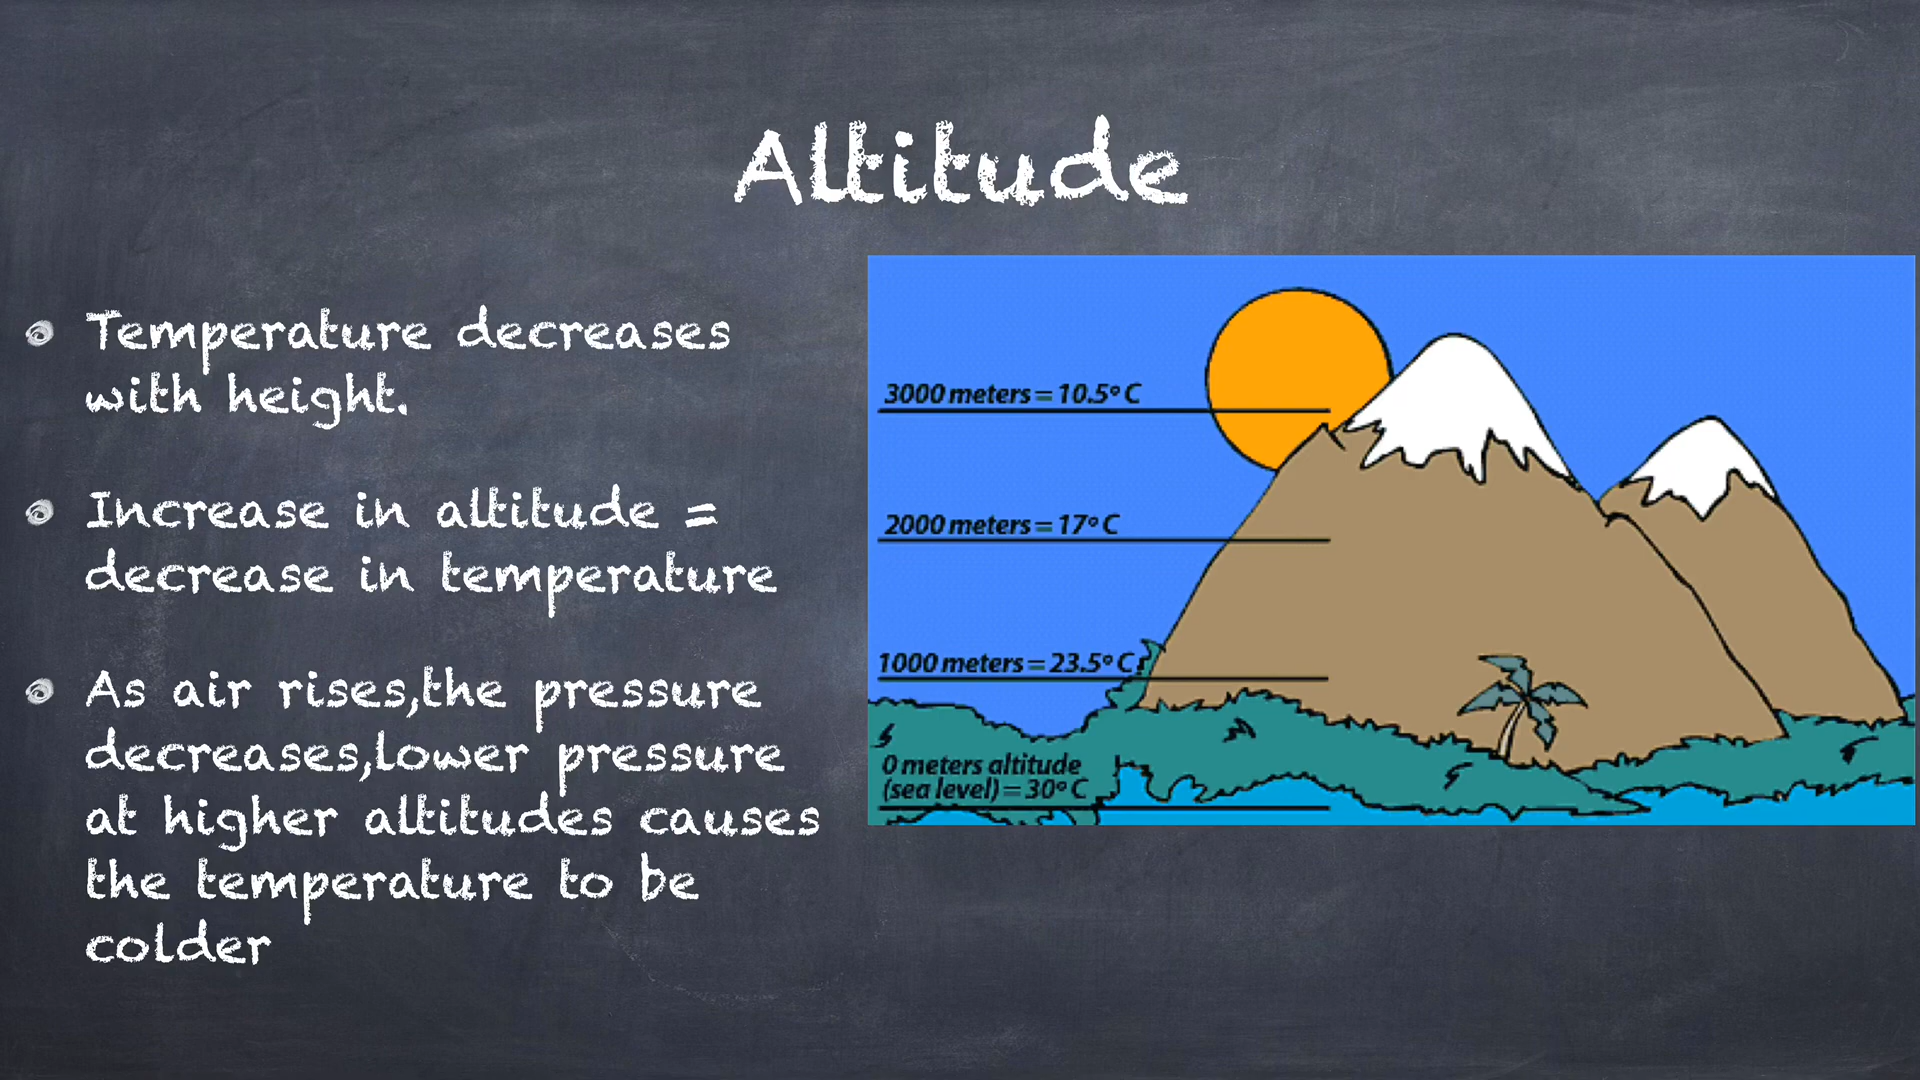 Altitude
Temperature decreases
with height.
Increase in altitude =
decrease in temperature
As air rises,the pressure
decreases,lower pressure
at higher altitudes causes
the temperature to be
colder
3000 meters = 10.5° C
2000 meters = 17° C
1000 meters = 23.5° C
0 meters altitude
(sea level) = 30° C